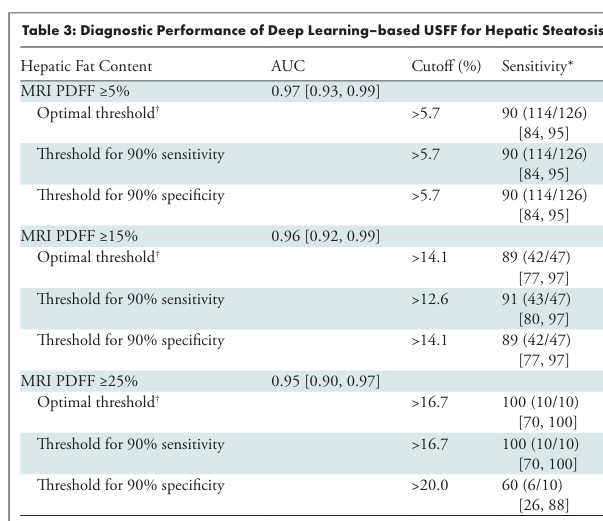 Table 3: Diagnostic Performance of Deep Learning–based USFF for Hepatic Steatosis
Hepatic Fat Content AUC Cutoff (%) Sensitivity*
MRI PDFF ≥5% 0.97 [0.93, 0.99]
Optimal threshold† >5.7 90 (114/126)
[84, 95]
Threshold for 90% sensitivity >5.7 90 (114/126)
[84, 95]
Threshold for 90% specificity >5.7 90 (114/126)
[84, 95]
MRI PDFF ≥15% 0.96 [0.92, 0.99]
Optimal threshold† >14.1 89 (42/47)
[77, 97]
Threshold for 90% sensitivity >12.6 91 (43/47)
[80, 97]
Threshold for 90% specificity >14.1 89 (42/47)
[77, 97]
MRI PDFF ≥25% 0.95 [0.90, 0.97]
Optimal threshold† >16.7 100 (10/10)
[70, 100]
Threshold for 90% sensitivity >16.7 100 (10/10)
[70, 100]
Threshold for 90% specificity >20.0 60 (6/10)
[26, 88]